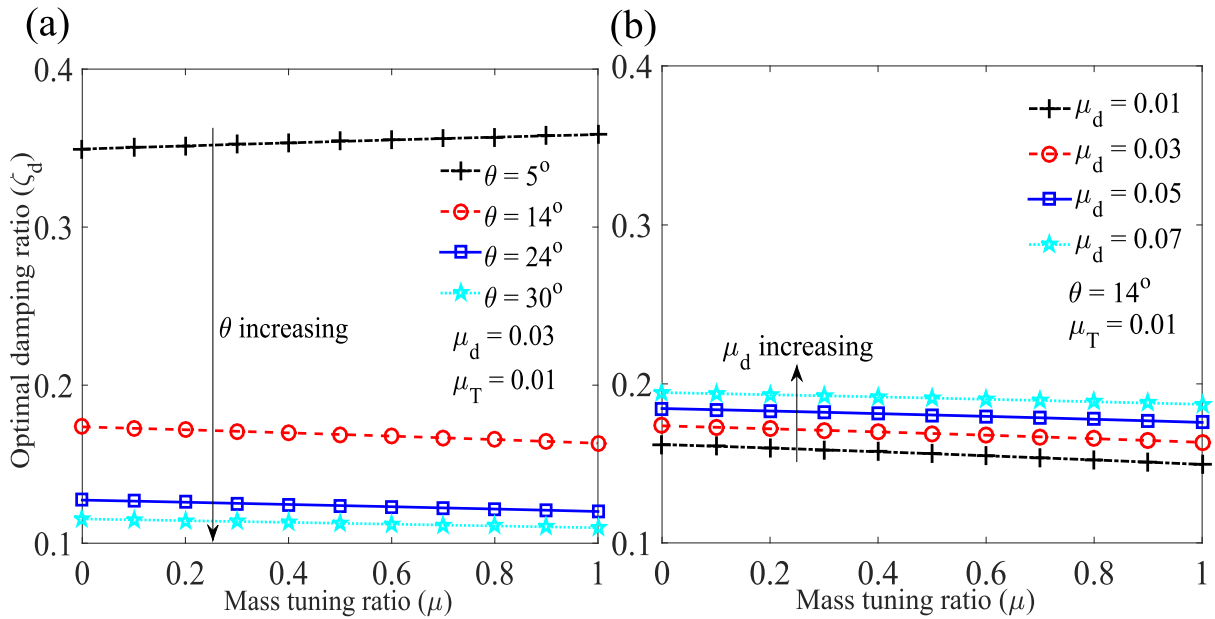 (a)
(b)
0.4
0.3
0.2
0.1
Optimal damping ratio (ζd)
θ = 5°
θ = 14°
θ = 24°
θ = 30°
μd = 0.03
μT = 0.01
θ increasing
0 0.2 0.4 0.6 0.8 1
Mass tuning ratio (μ)
0.4
0.3
0.2
0.1
μd = 0.01
μd = 0.03
μd = 0.05
μd = 0.07
θ = 14°
μT = 0.01
μd increasing
0 0.2 0.4 0.6 0.8 1
Mass tuning ratio (μ)